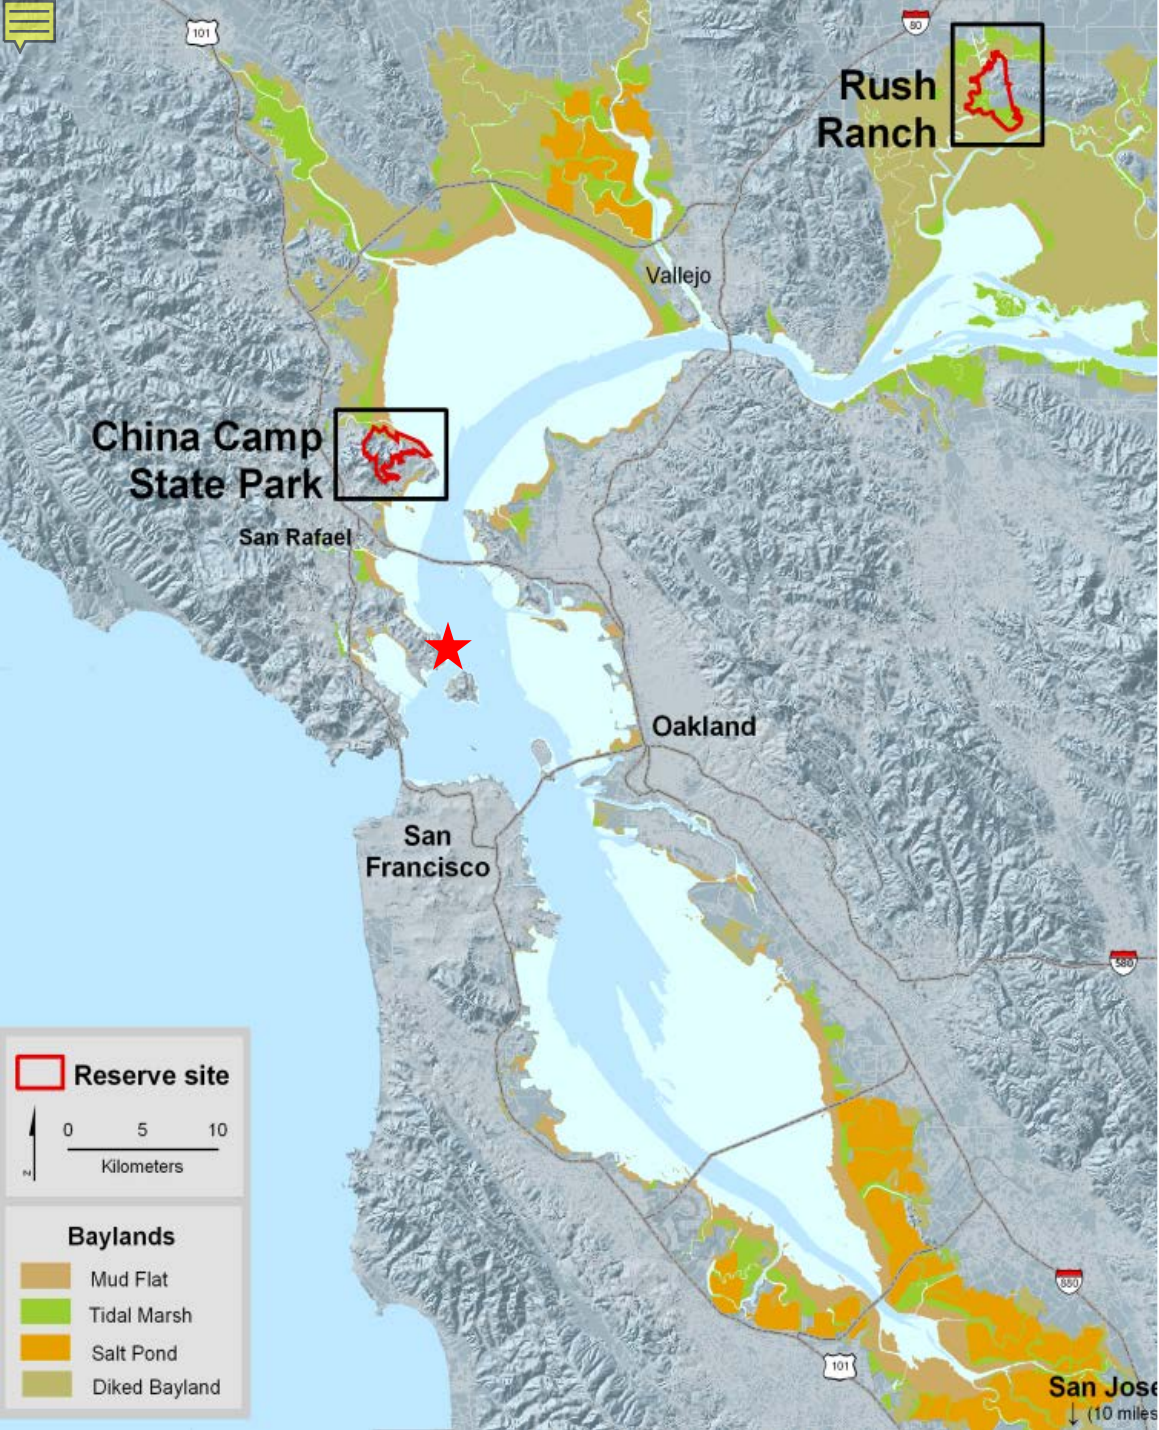 101
80
Rush
Ranch
Vallejo
China Camp
State Park
San Rafael
Oakland
San
Francisco
580
Reserve site
0 5 10
Kilometers
N
Baylands
Mud Flat
Tidal Marsh
Salt Pond
Diked Bayland
880
101
San Jose
↓ (10 miles